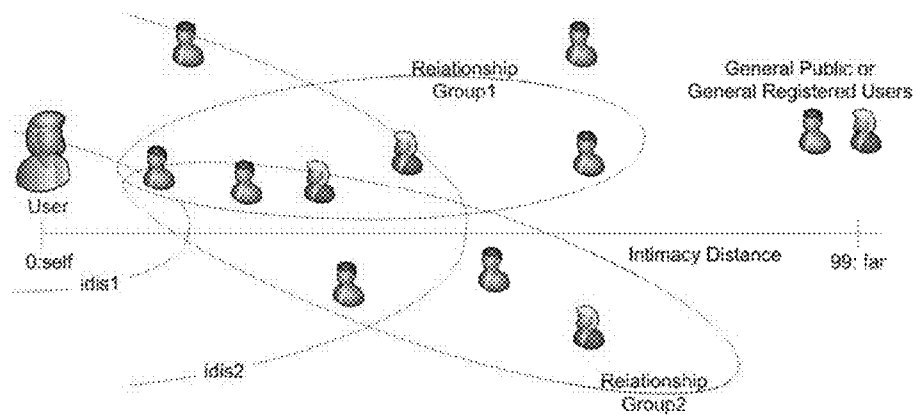 Relationship
Group1
General Public or
General Registered Users
User
0:self
Intimacy Distance
99: far
idis1
idis2
Relationship
Group2